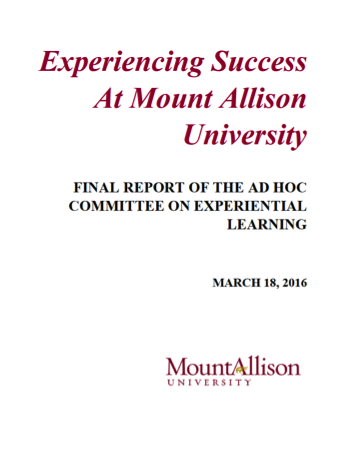 Experiencing Success
At Mount Allison
University
FINAL REPORT OF THE AD HOC
COMMITTEE ON EXPERIENTIAL
LEARNING
MARCH 18, 2016
MountAllison
UNIVERSITY